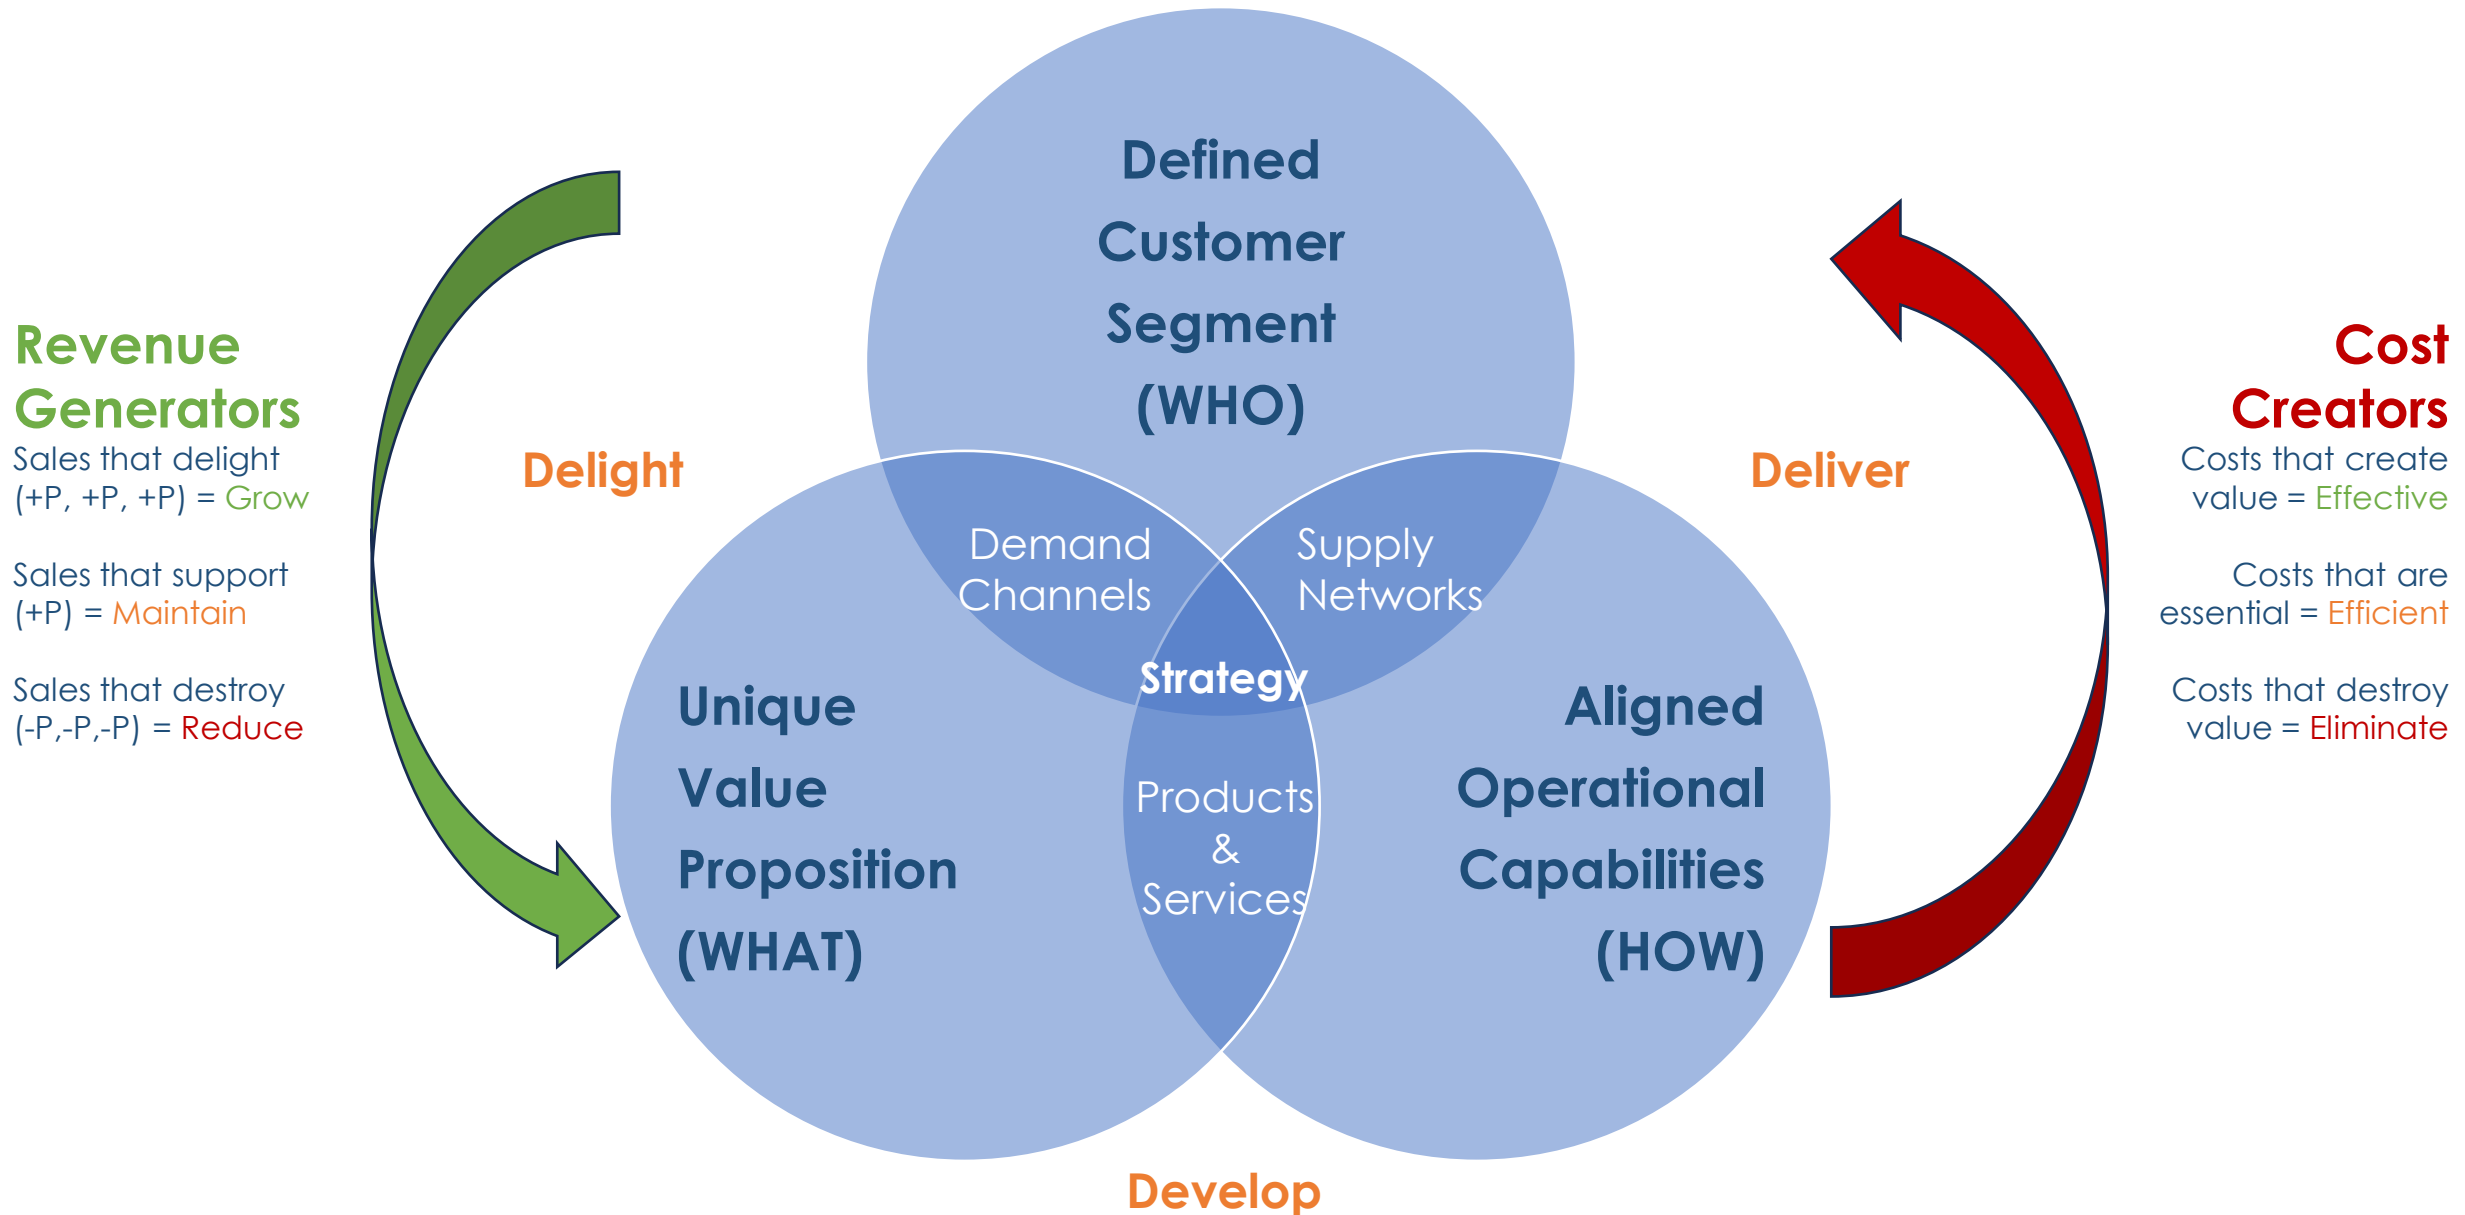 Defined
Customer
Segment
(WHO)
Revenue
Generators
Sales that delight
(+P, +P, +P) = Grow
Sales that support
(+P) = Maintain
Sales that destroy
(-P,-P,-P) = Reduce
Delight
Deliver
Cost
Creators
Costs that create
value = Effective
Costs that are
essential = Efficient
Costs that destroy
value = Eliminate
Demand
Channels
Supply
Networks
Strategy
Unique
Value
Proposition
(WHAT)
Products
&
Services
Aligned
Operational
Capabilities
(HOW)
Develop